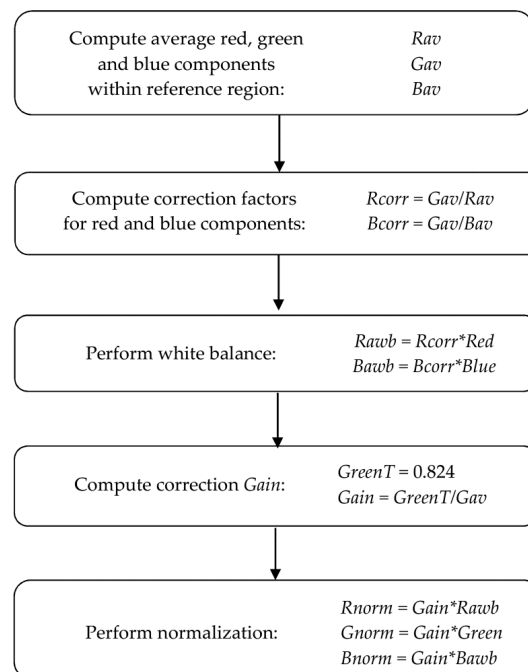 Compute average red, green
and blue components
within reference region:
Rav
Gav
Bav
Compute correction factors
for red and blue components:
Rcorr = Gav/Rav
Bcorr = Gav/Bav
Perform white balance:
Rawb = Rcorr*Red
Bawb = Bcorr*Blue
Compute correction Gain:
GreenT = 0.824
Gain = GreenT/Gav
Perform normalization:
Rnorm = Gain*Rawb
Gnorm = Gain*Green
Bnorm = Gain*Bawb